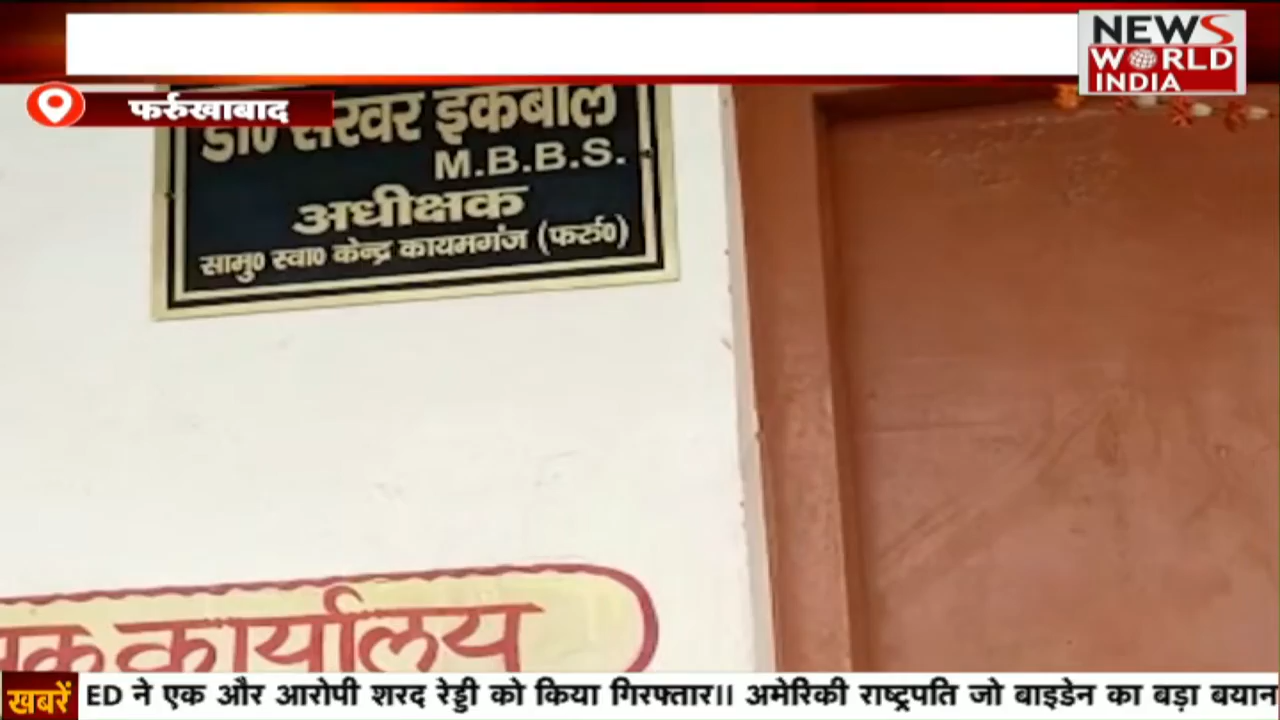 NEWS
WORLD
INDIA
फर्रुखाबाद
डा० सरवर इकबाल
M.B.B.S.
अधीक्षक
सामु० स्वा० केन्द्र कायमगंज (फर्रु०)
कार्यालय
खबरें ED ने एक और आरोपी शरद रेड्डी को किया गिरफ्तार।। अमेरिकी राष्ट्रपति जो बाइडेन का बड़ा बयान